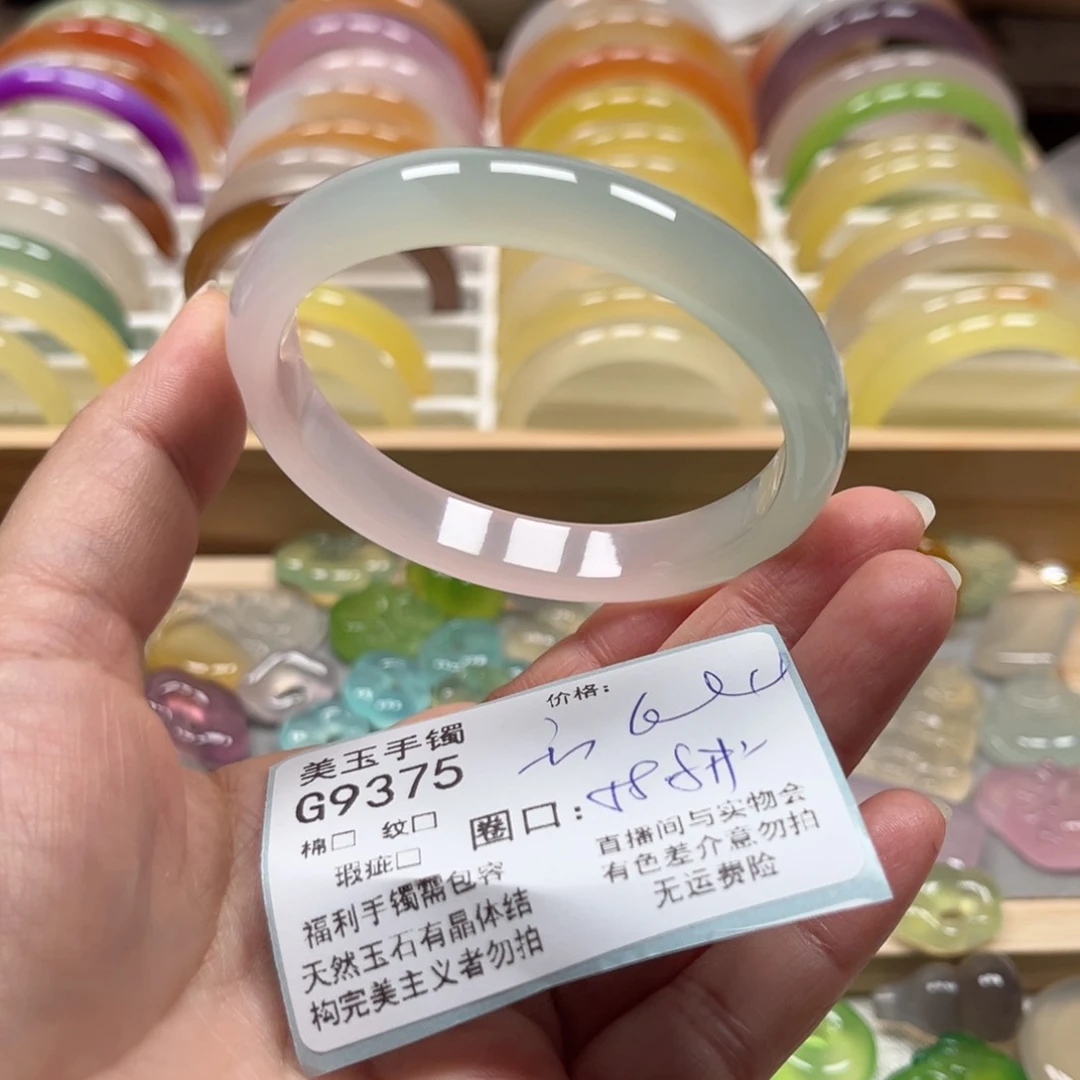 美玉手镯
价格:
G9375
棉□ 纹□ 圈口:
瑕疵□
福利手镯需包容
天然玉石有晶体结
构完美主义者勿拍
直播间与实物会
有色差介意勿拍
无运费险